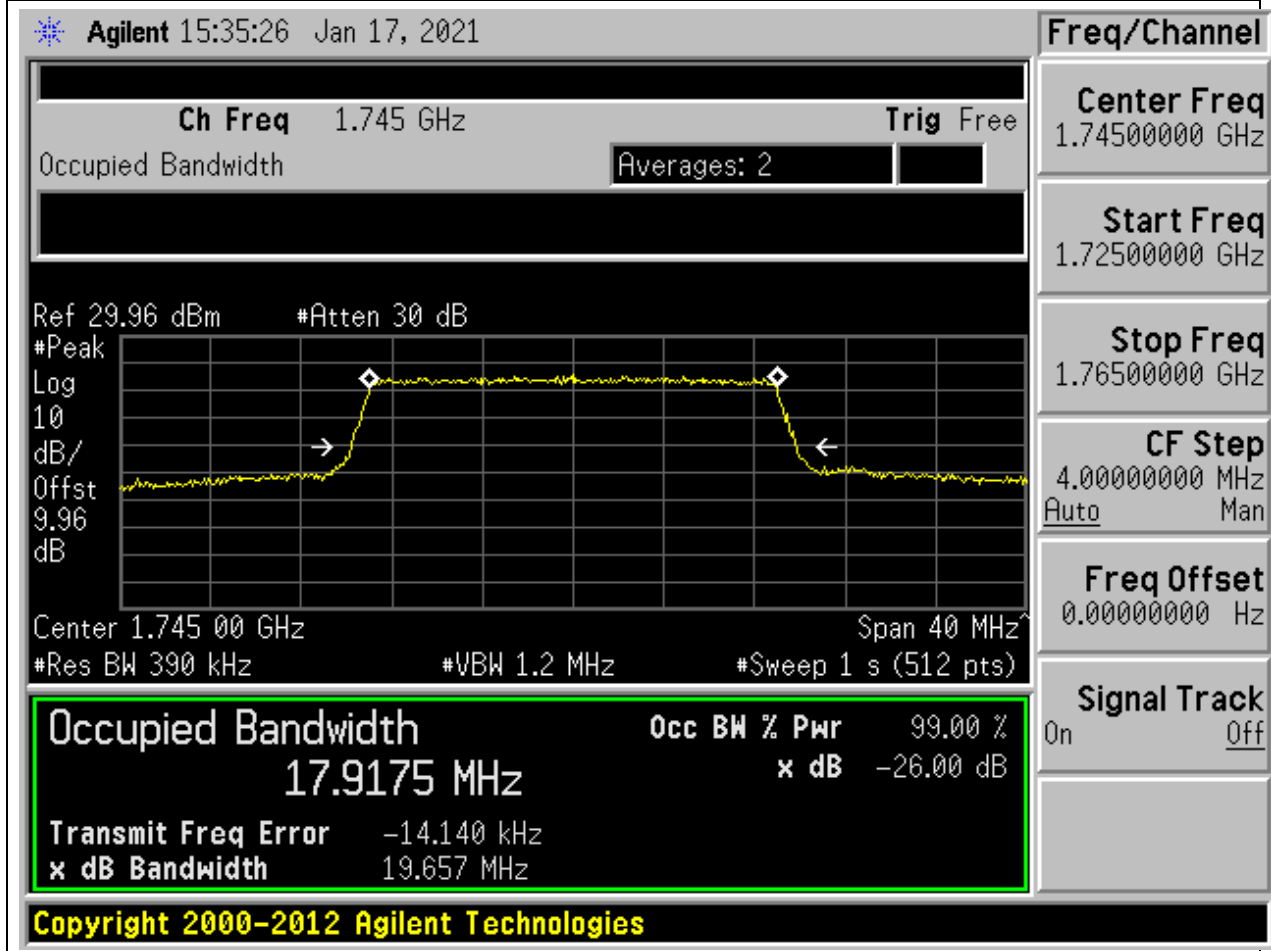 Agilent 15:35:26 Jan 17, 2021
Freq/Channel
Ch Freq 1.745 GHz Trig Free
Occupied Bandwidth Averages: 2
Ref 29.96 dBm #Atten 30 dB
#Peak
Log
10
dB/
Offst
9.96
dB
Center 1.745 00 GHz Span 40 MHz^
#Res BW 390 kHz #VBW 1.2 MHz #Sweep 1 s (512 pts)
Occupied Bandwidth Occ BW % Pwr 99.00 %
17.9175 MHz x dB -26.00 dB
Transmit Freq Error -14.140 kHz
x dB Bandwidth 19.657 MHz
Center Freq
1.74500000 GHz
Start Freq
1.72500000 GHz
Stop Freq
1.76500000 GHz
CF Step
4.00000000 MHz
Auto Man
Freq Offset
0.00000000 Hz
Signal Track
On Off
Copyright 2000-2012 Agilent Technologies